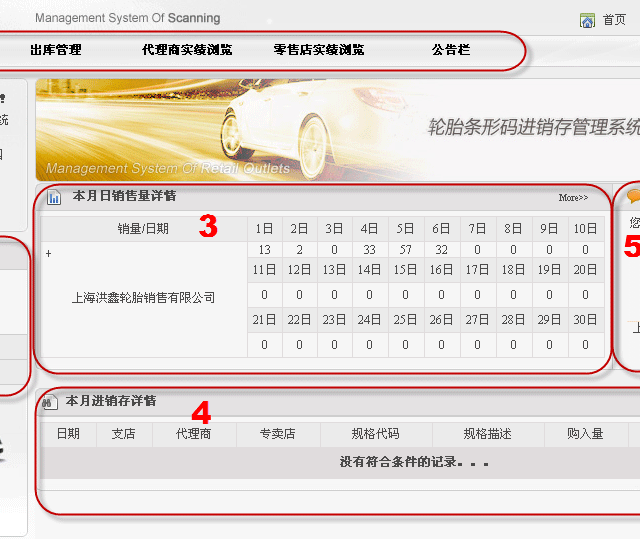 Management System Of Scanning
首页
出库管理 代理商实绩浏览 零售店实绩浏览 公告栏
统
轮胎条形码进销存管理系统
Management System Of Retail Outlets
本月日销售量详情 More>>
3
销量/日期 1日 2日 3日 4日 5日 6日 7日 8日 9日 10日
+ 13 2 0 33 57 32 0 0 0 0
11日 12日 13日 14日 15日 16日 17日 18日 19日 20日
上海洪鑫轮胎销售有限公司 0 0 0 0 0 0 0 0 0 0
21日 22日 23日 24日 25日 26日 27日 28日 29日 30日
0 0 0 0 0 0 0 0 0 0
您
5
上
本月进销存详情
4
日期 支店 代理商 专卖店 规格代码 规格描述 购入量
没有符合条件的记录。。。